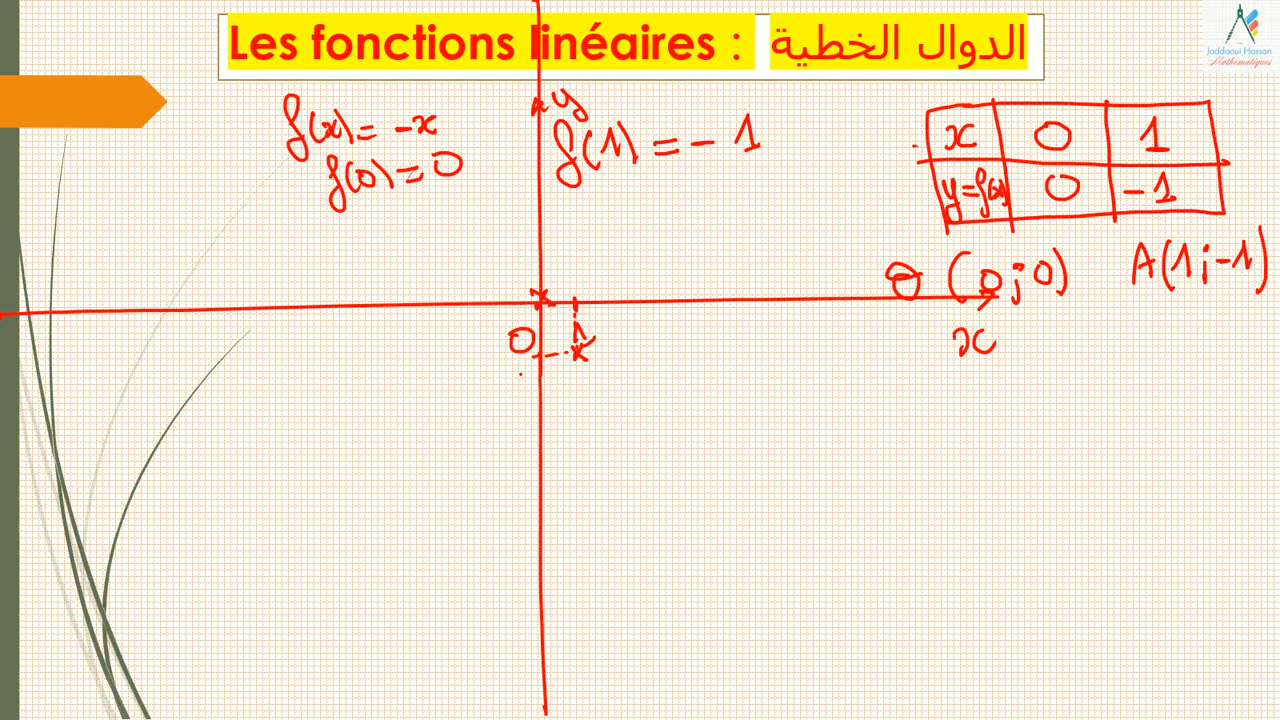 Les fonctions linéaires : الدوال الخطية
Jaddaoui Hassan
Mathématiques
f(x) = -x
f(0) = 0
y
f(1) = - 1
x 0 1
y = f(x) 0 -1
O (0 ; 0) A(1 ; -1)
0 1
x